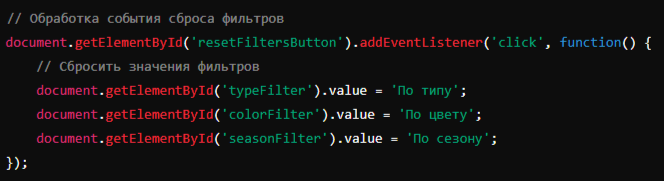 // Обработка события сброса фильтров
document.getElementById('resetFiltersButton').addEventListener('click', function() {
    // Сбросить значения фильтров
    document.getElementById('typeFilter').value = 'По типу';
    document.getElementById('colorFilter').value = 'По цвету';
    document.getElementById('seasonFilter').value = 'По сезону';
});